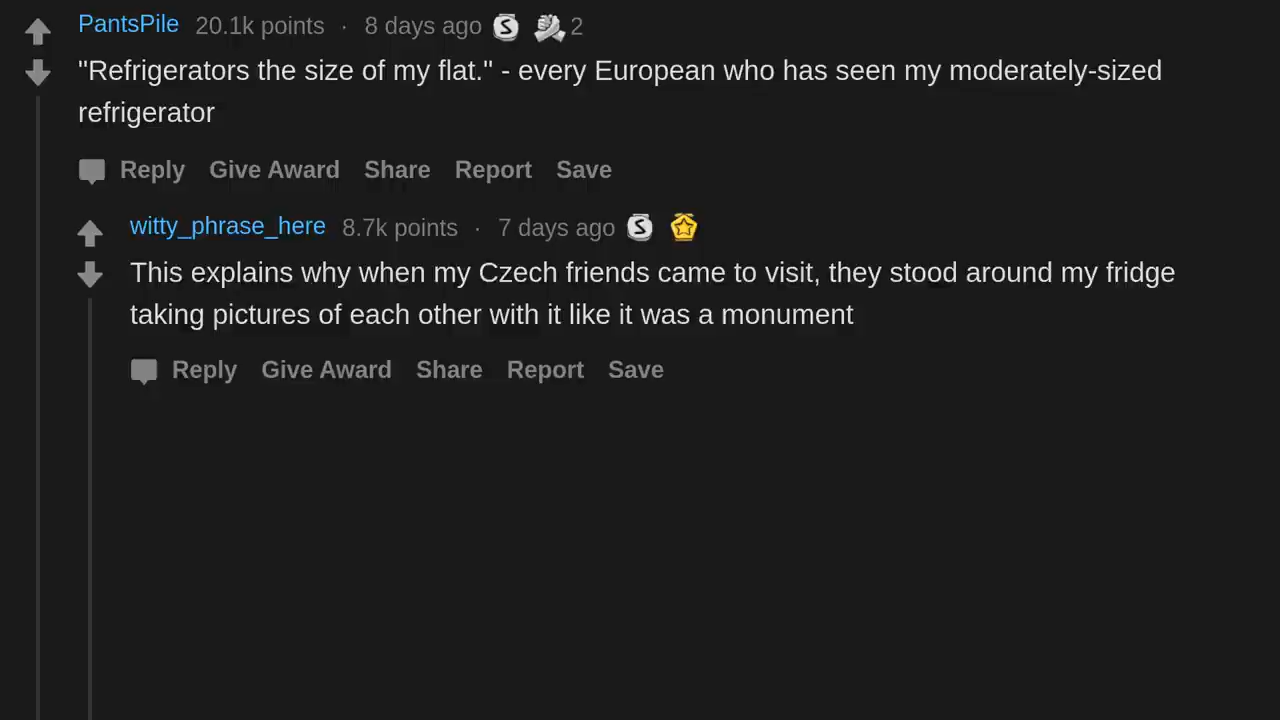 PantsPile 20.1k points · 8 days ago S 2
"Refrigerators the size of my flat." - every European who has seen my moderately-sized
refrigerator
Reply Give Award Share Report Save
witty_phrase_here 8.7k points · 7 days ago S
This explains why when my Czech friends came to visit, they stood around my fridge
taking pictures of each other with it like it was a monument
Reply Give Award Share Report Save